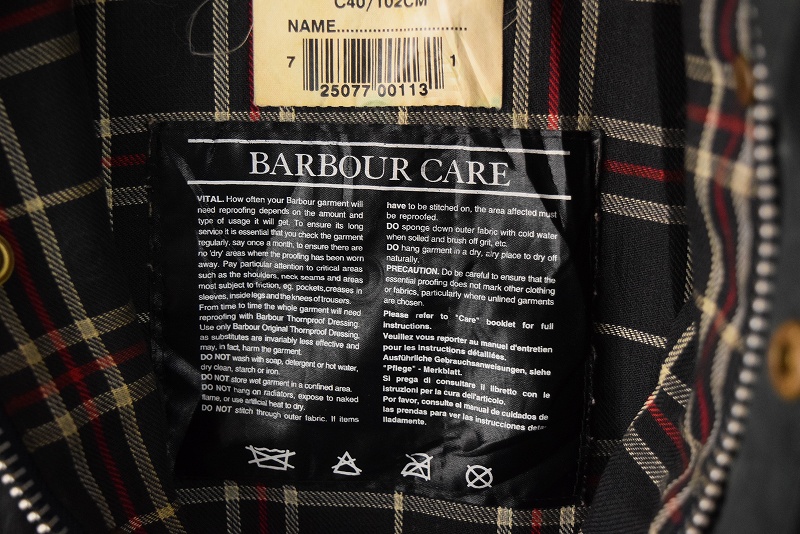 C40/102CM
NAME
7 25077 00113 1
BARBOUR CARE
VITAL. How often your Barbour garment will
need reproofing depends on the amount and
type of usage it will get. To ensure its long
service it is essential that you check the garment
regularly, say once a month, to ensure there are
no 'dry' areas where the proofing has been worn
away. Pay particular attention to critical areas
such as the shoulders, neck seams and areas
most subject to friction, eg. pockets,creases in
sleeves, inside legs and the knees of trousers.
From time to time the whole garment will need
reproofing with Barbour Thornproof Dressing.
Use only Barbour Original Thornproof Dressing,
as substitutes are invariably less effective and
may, in fact, harm the garment.
DO NOT wash with soap, detergent or hot water,
dry clean, starch or iron.
DO NOT store wet garment in a confined area.
DO NOT hang on radiators, expose to naked
flame, or use artificial heat to dry.
DO NOT stitch through outer fabric. If items
have to be stitched on, the area affected must
be reproofed.
DO sponge down outer fabric with cold water
when soiled and brush off grit, etc.
DO hang garment in a dry, airy place to dry off
naturally.
PRECAUTION. Do be careful to ensure that the
essential proofing does not mark other clothing
or fabrics, particularly where unlined garments
are chosen.
Please refer to "Care" booklet for full
Instructions.
Veuillez vous reporter au manuel d'entretien
pour les Instructions détailées.
Ausführliche Gebrauchsanweisungen, siehe
"Pflege" - Merkblatt.
Si prega di consultare il libretto con le
istruzioni per la cura dell'articolo.
Por favor, consulte el manual de cuidados de
las prendas para ver las instrucciones deta-
lladamente.